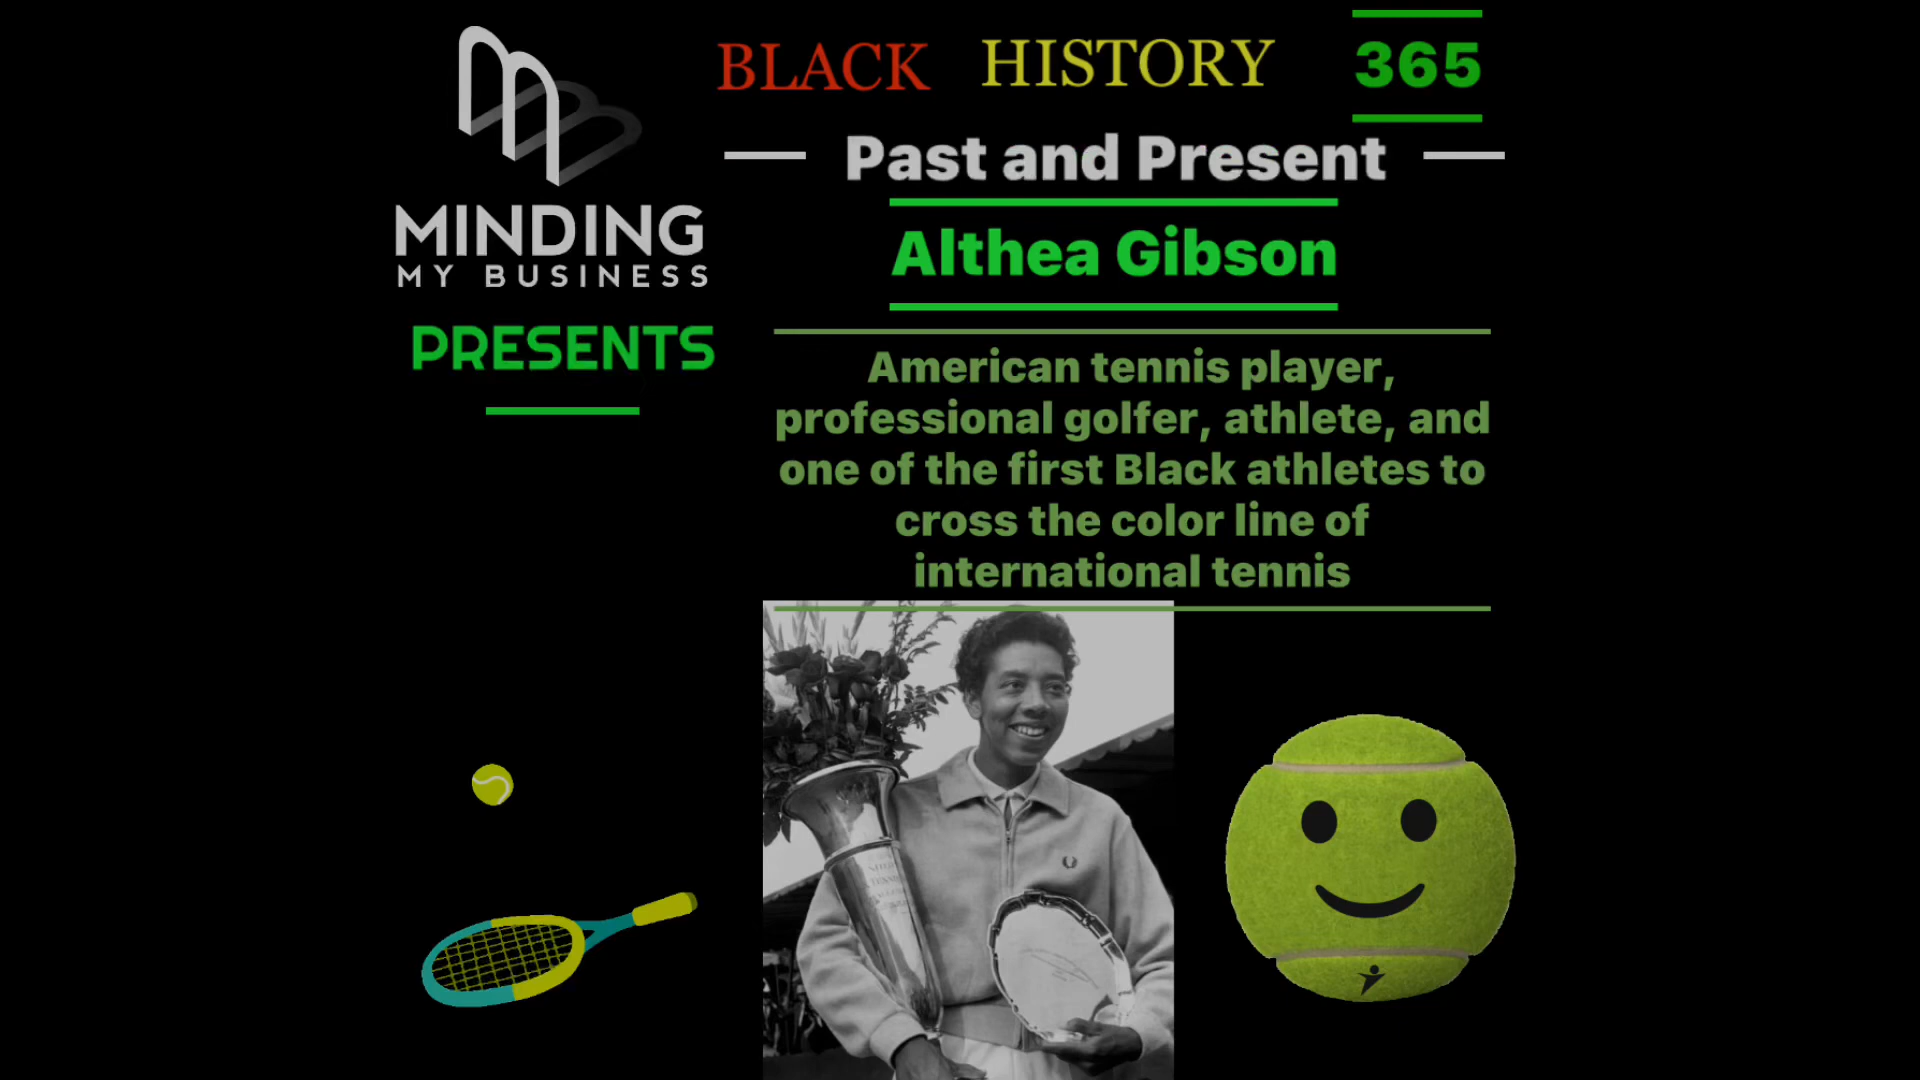 BLACK HISTORY 365
Past and Present
MINDING
MY BUSINESS
PRESENTS
Althea Gibson
American tennis player,
professional golfer, athlete, and
one of the first Black athletes to
cross the color line of
international tennis